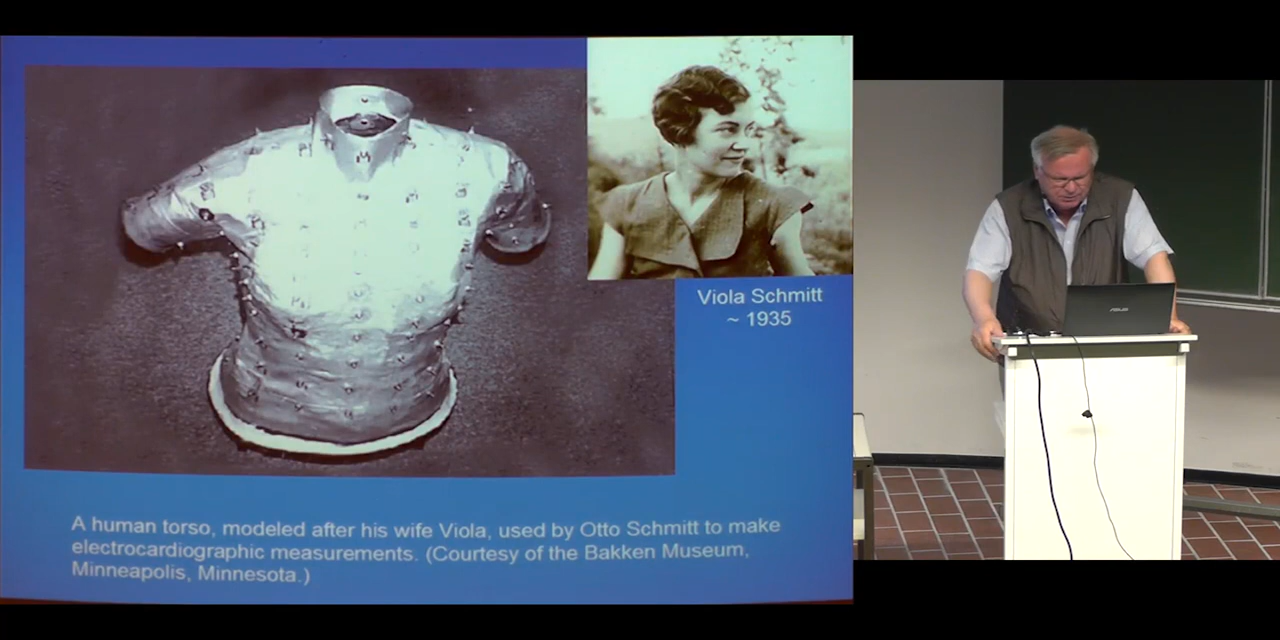 Viola Schmitt
~ 1935
A human torso, modeled after his wife Viola, used by Otto Schmitt to make
electrocardiographic measurements. (Courtesy of the Bakken Museum,
Minneapolis, Minnesota.)
ASUS